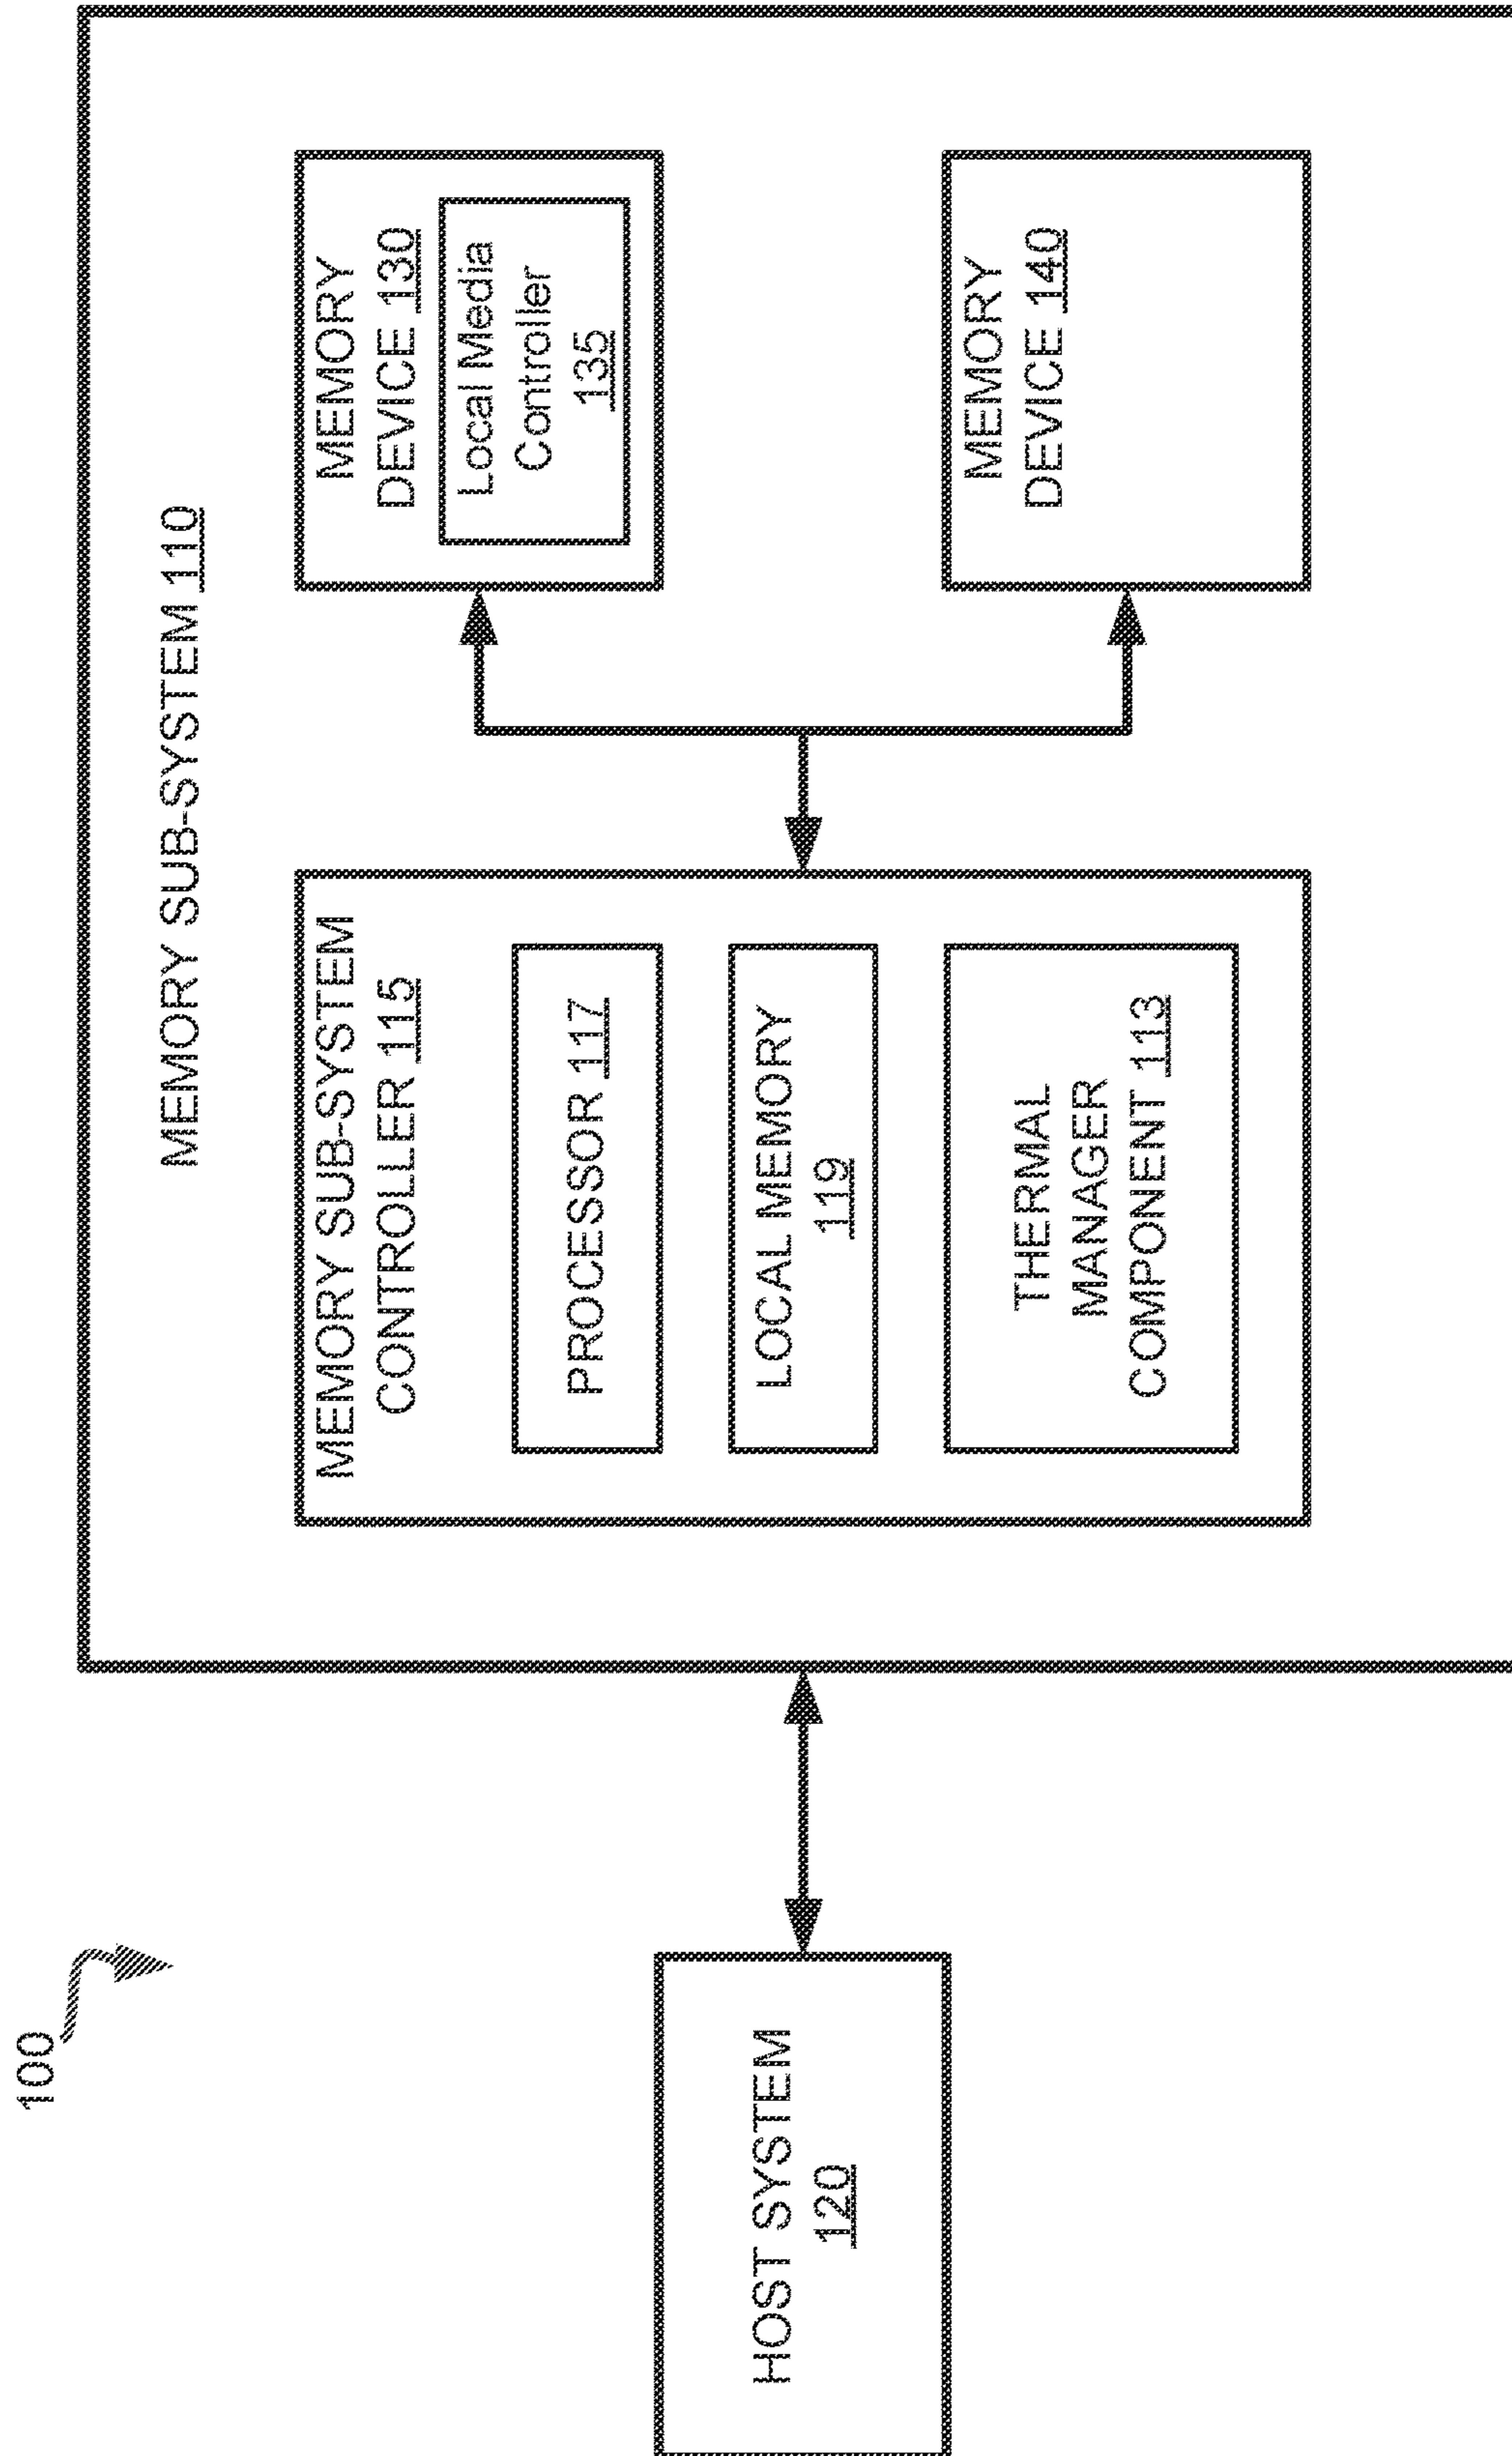 100
HOST SYSTEM
120
MEMORY SUB-SYSTEM 110
MEMORY SUB-SYSTEM
CONTROLLER 115
PROCESSOR 117
LOCAL MEMORY
119
THERMAL
MANAGER
COMPONENT 113
MEMORY
DEVICE 130
Local Media
Controller
135
MEMORY
DEVICE 140